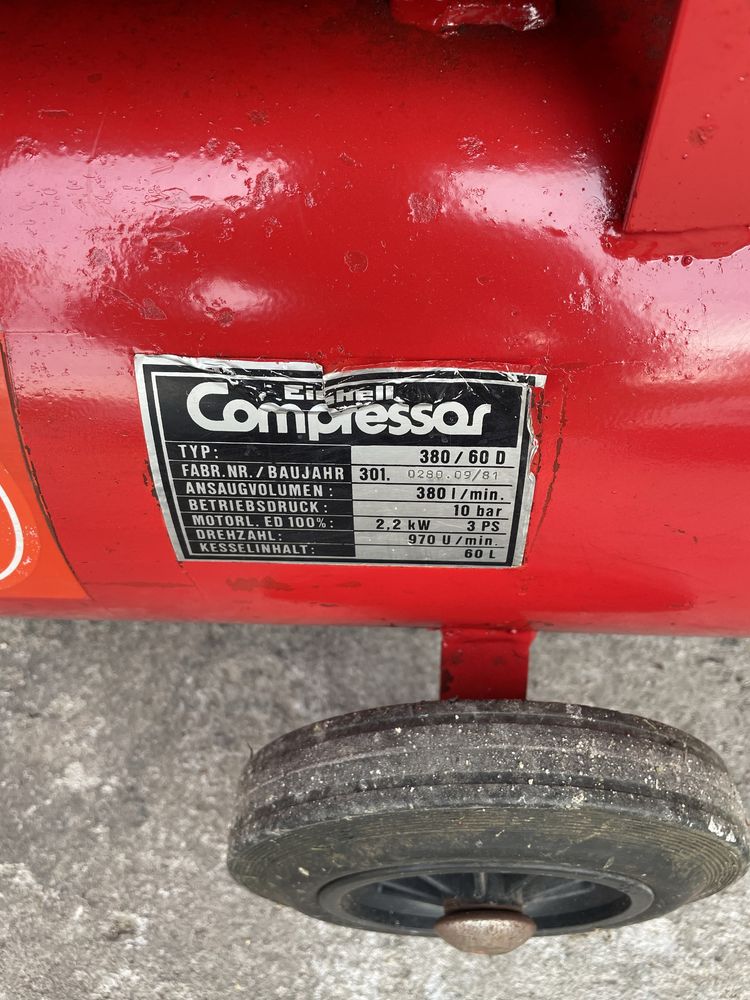 Einhell
Compressor
TYP: 380/60 D
FABR.NR./BAUJAHR 301. 0280.09/81
ANSAUGVOLUMEN: 380 l/min.
BETRIEBSDRUCK: 10 bar
MOTORL. ED 100%: 2,2 kW 3 PS
DREHZAHL: 970 U/min.
KESSELINHALT: 60 L